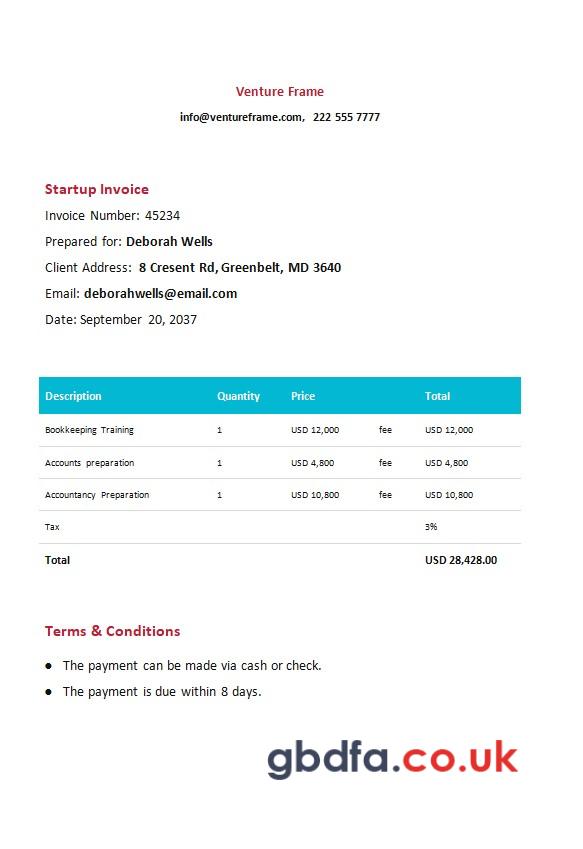 Venture Frame
info@ventureframe.com, 222 555 7777
Startup Invoice
Invoice Number: 45234
Prepared for: Deborah Wells
Client Address: 8 Cresent Rd, Greenbelt, MD 3640
Email: deborahwells@email.com
Date: September 20, 2037
Description Quantity Price Total
Bookkeeping Training 1 USD 12,000 fee USD 12,000
Accounts preparation 1 USD 4,800 fee USD 4,800
Accountancy Preparation 1 USD 10,800 fee USD 10,800
Tax 3%
Total USD 28,428.00
Terms & Conditions
● The payment can be made via cash or check.
● The payment is due within 8 days.
gbdfa.co.uk